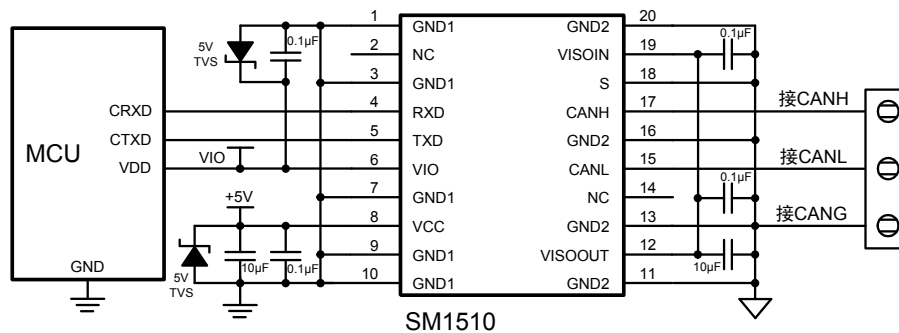 MCU
CRXD
CTXD
VDD
GND
5V
TVS
0.1μF
VIO
+5V
5V
TVS
10μF
0.1μF
1 GND1 GND2 20
2 NC VISOIN 19
3 GND1 S 18
4 RXD CANH 17
5 TXD GND2 16
6 VIO CANL 15
7 GND1 NC 14
8 VCC GND2 13
9 GND1 VISOOUT 12
10 GND1 GND2 11
SM1510
0.1μF
接CANH
接CANL
0.1μF
接CANG
10μF